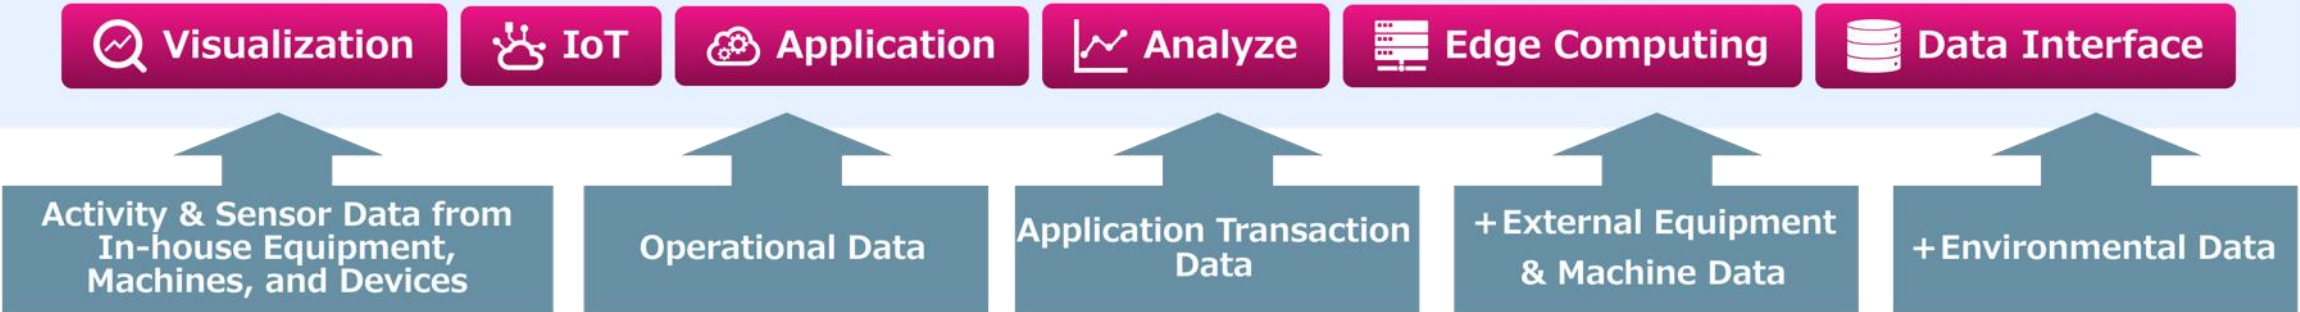 Visualization
IoT
Application
Analyze
Edge Computing
Data Interface
Activity & Sensor Data from
In-house Equipment,
Machines, and Devices
Operational Data
Application Transaction
Data
+External Equipment
& Machine Data
+Environmental Data